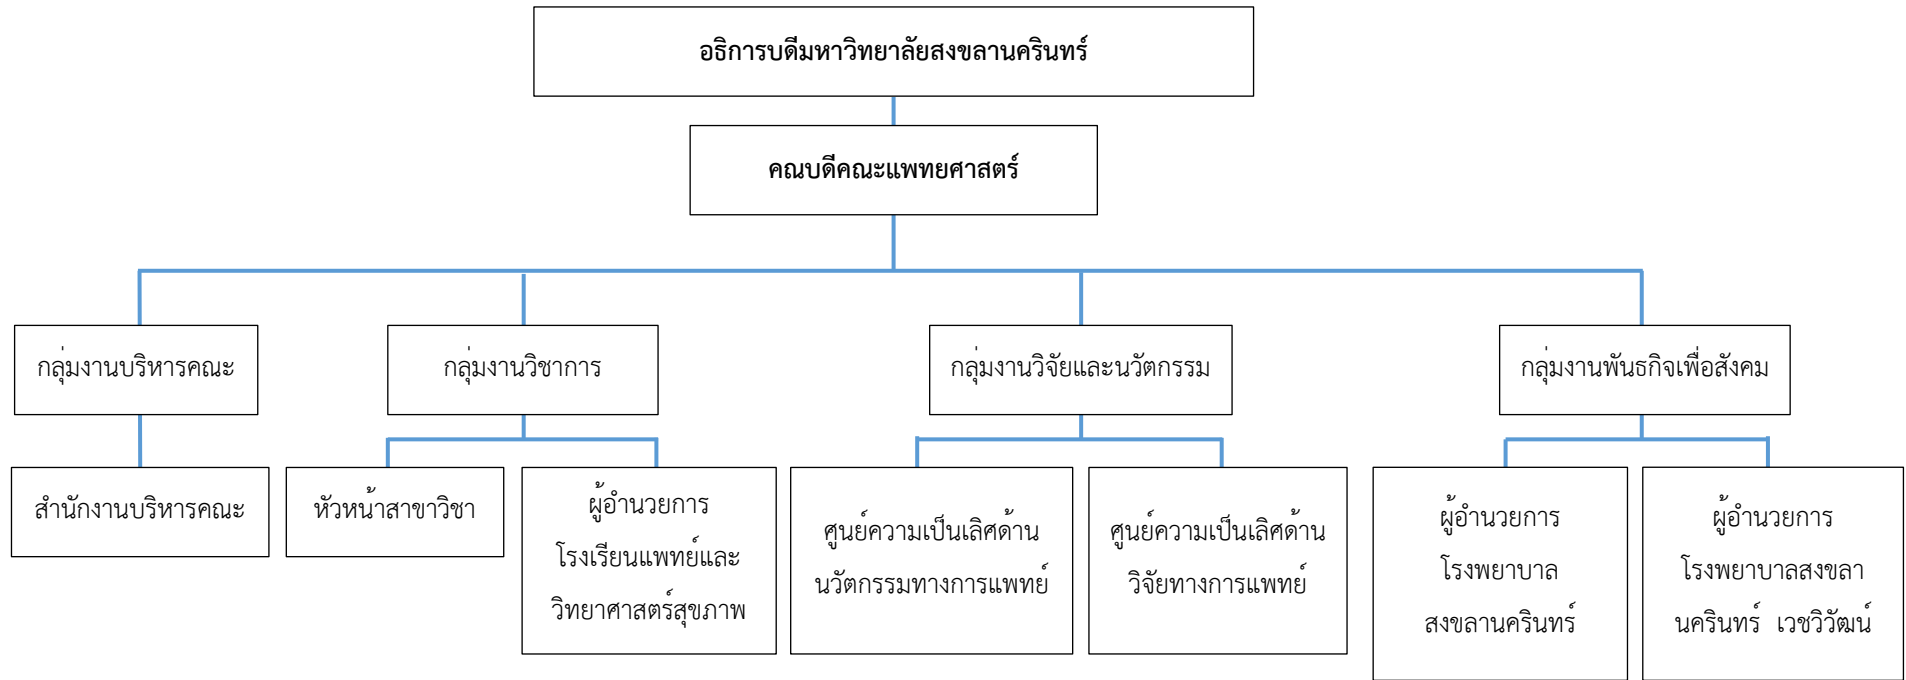 อธิการบดีมหาวิทยาลัยสงขลานครินทร์
คณบดีคณะแพทยศาสตร์
กลุ่มงานบริหารคณะ
กลุ่มงานวิชาการ
กลุ่มงานวิจัยและนวัตกรรม
กลุ่มงานพันธกิจเพื่อสังคม
สำนักงานบริหารคณะ
หัวหน้าสาขาวิชา
ผู้อำนวยการ
โรงเรียนแพทย์และ
วิทยาศาสตร์สุขภาพ
ศูนย์ความเป็นเลิศด้าน
นวัตกรรมทางการแพทย์
ศูนย์ความเป็นเลิศด้าน
วิจัยทางการแพทย์
ผู้อำนวยการ
โรงพยาบาล
สงขลานครินทร์
ผู้อำนวยการ
โรงพยาบาลสงขลา
นครินทร์ เวชวิวัฒน์